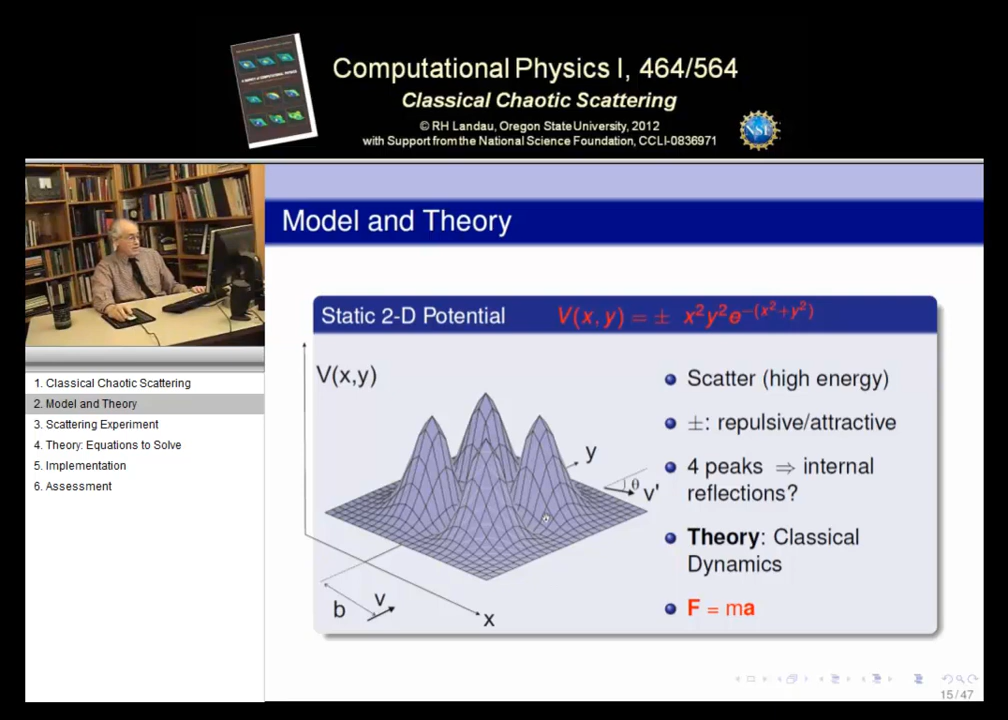 Computational Physics I, 464/564
Classical Chaotic Scattering
© RH Landau, Oregon State University, 2012
with Support from the National Science Foundation, CCLI-0836971
NSF
Model and Theory
1. Classical Chaotic Scattering
2. Model and Theory
3. Scattering Experiment
4. Theory: Equations to Solve
5. Implementation
6. Assessment
Static 2-D Potential V(x, y) = ± x²y²e^−(x²+y²)
V(x,y)
y
θ
v'
b
v
x
Scatter (high energy)
±: repulsive/attractive
4 peaks ⇒ internal
reflections?
Theory: Classical
Dynamics
F = ma
15/47